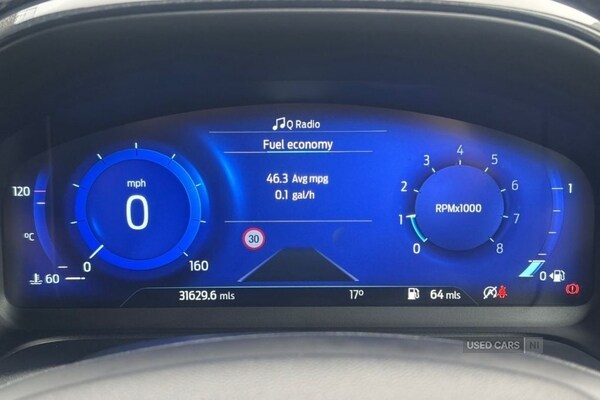 Q Radio
Fuel economy
46.3 Avg mpg
0.1 gal/h
mph
0
0
160
30
120
°C
60
RPMx1000
0
1
2
3
4
5
6
7
8
1
0
31629.6 mls
17°
64 mls
USED CARS NI